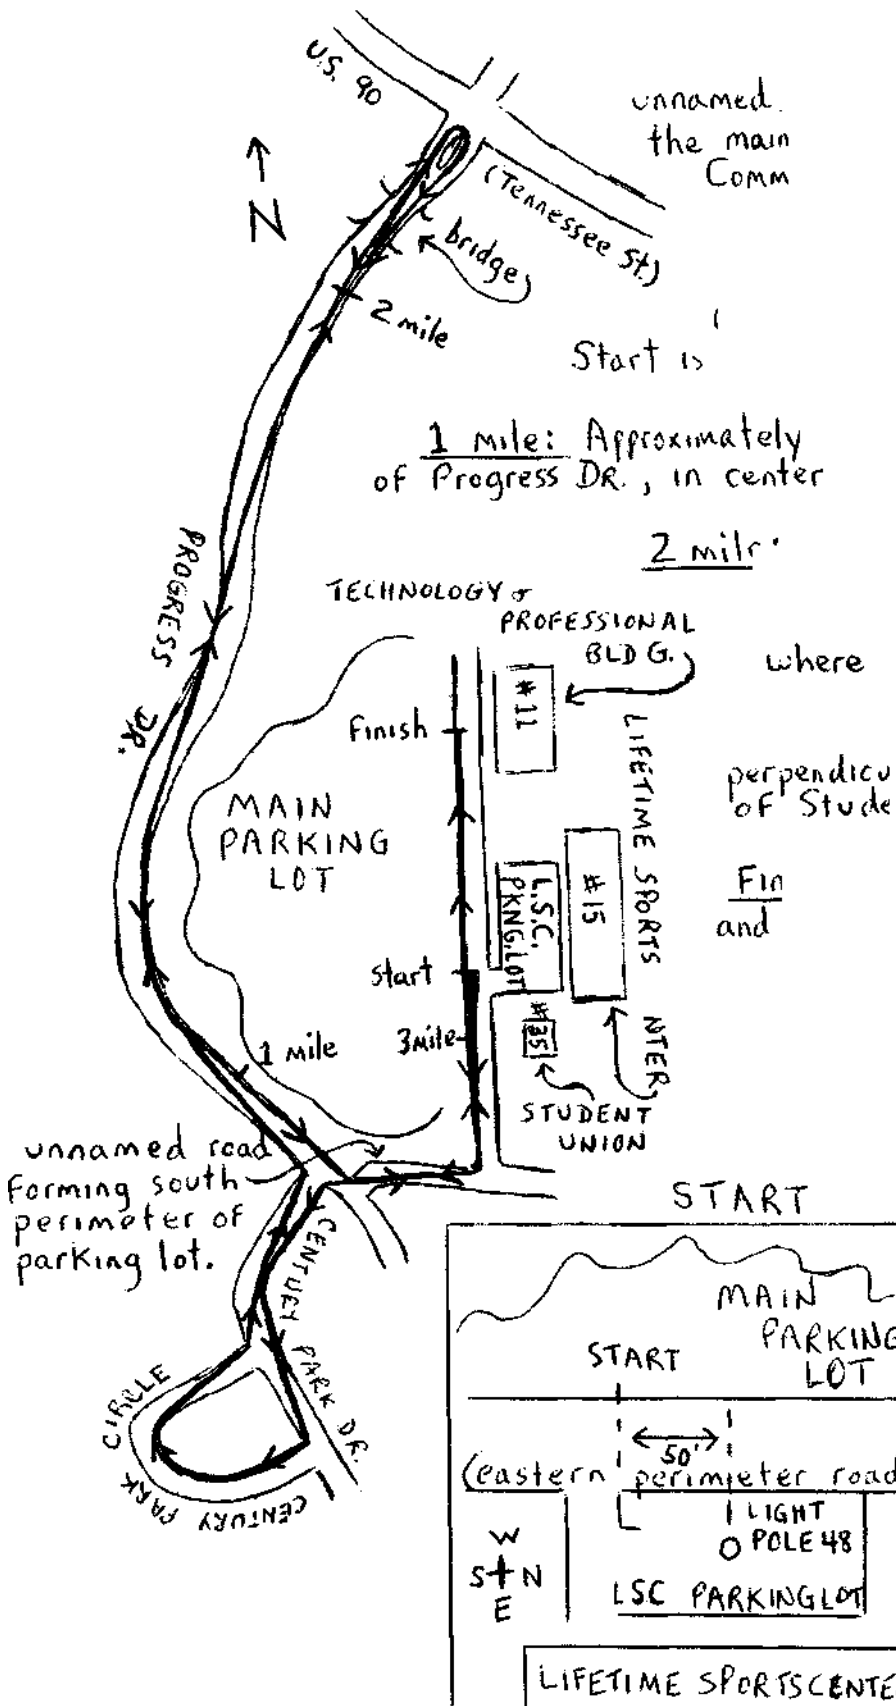 U.S. 90
unnamed.
the main
Comm
N
(Tennessee St.)
bridge
2 mile
Start is
1 mile: Approximately
of Progress DR., in center
2 mile
PROGRESS DR.
TECHNOLOGY &
PROFESSIONAL
BLDG.
where
#11
Finish
LIFETIME SPORTS
NTER
perpendicu
of Stude
MAIN
PARKING
LOT
L.S.C.
PKNG. LOT
#15
Fin
and
Start
1 mile
3 mile
#35
STUDENT
UNION
unnamed road
forming south
perimeter of
parking lot.
CENTURY PARK DR.
CENTURY PARK CIRCLE
START
MAIN
PARKING
LOT
START
50'
(eastern perimeter road
LIGHT
POLE 48
W
S N
E
LSC PARKING LOT
LIFETIME SPORTS CENTE